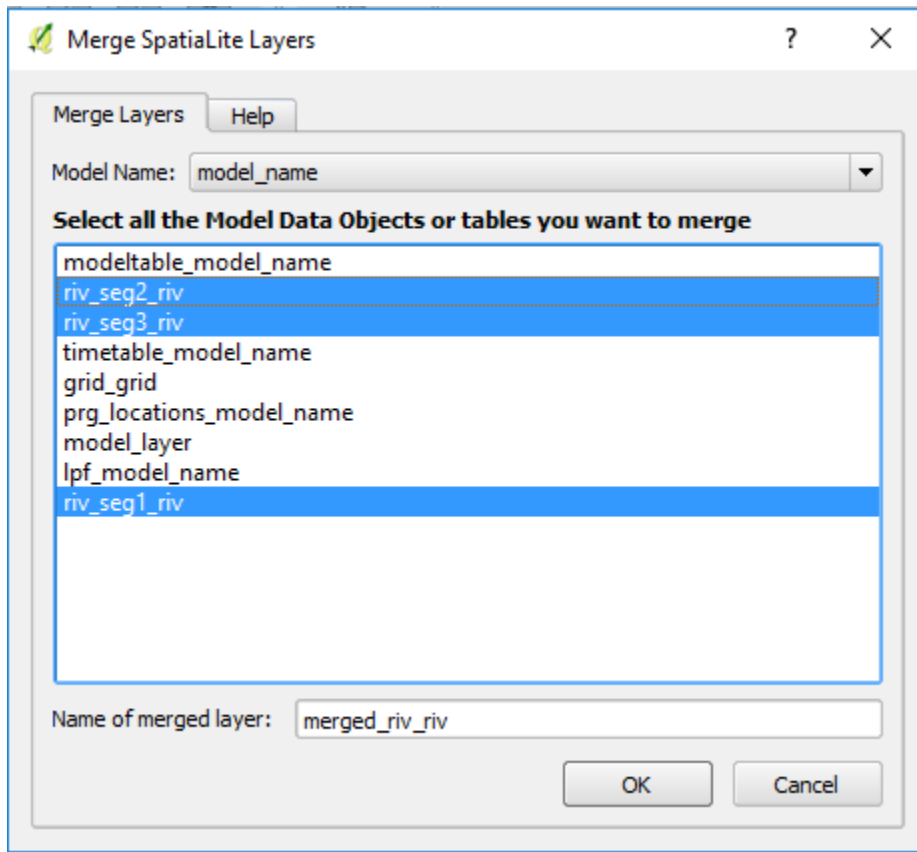 Merge SpatiaLite Layers ?
Merge Layers Help
Model Name: model_name
Select all the Model Data Objects or tables you want to merge
modeltable_model_name
riv_seg2_riv
riv_seg3_riv
timetable_model_name
grid_grid
prg_locations_model_name
model_layer
lpf_model_name
riv_seg1_riv
Name of merged layer: merged_riv_riv
OK Cancel